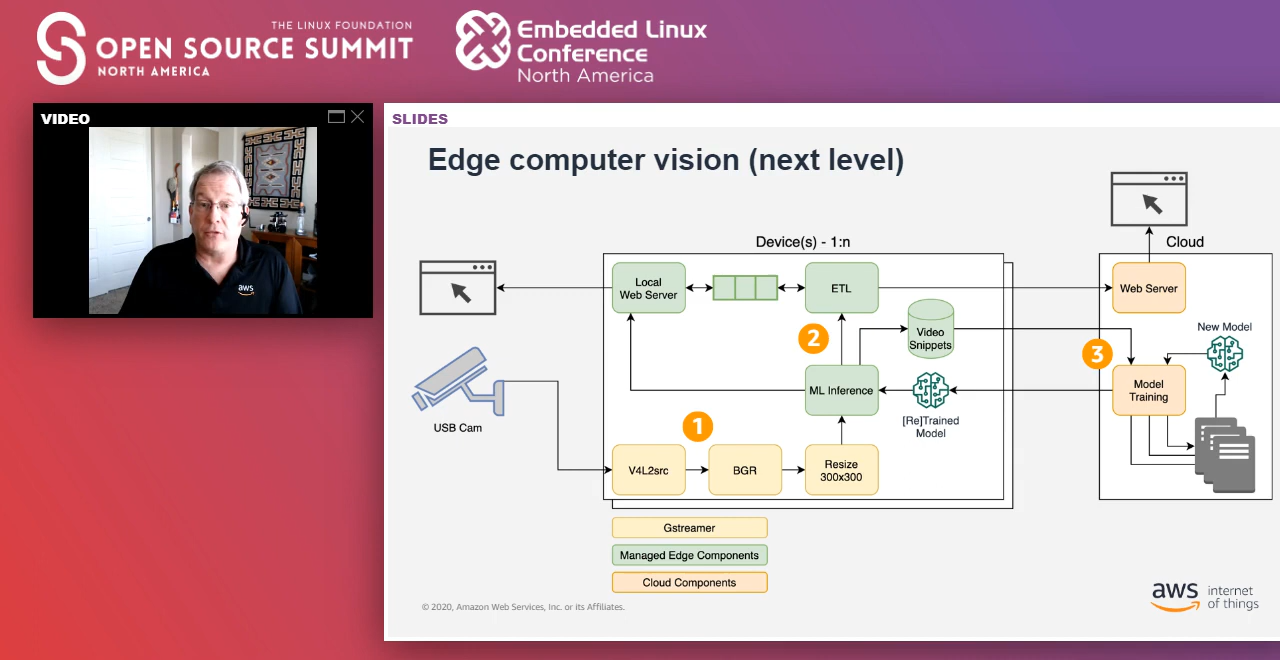 THE LINUX FOUNDATION
OPEN SOURCE SUMMIT
NORTH AMERICA
Embedded Linux
Conference
North America
VIDEO
aws
SLIDES
Edge computer vision (next level)
Device(s) - 1:n
Cloud
Local
Web Server
ETL
Web Server
Video
Snippets
New Model
2
3
ML Inference
Model
Training
[Re]Trained
Model
USB Cam
1
V4L2src
BGR
Resize
300x300
Gstreamer
Managed Edge Components
Cloud Components
© 2020, Amazon Web Services, Inc. or its Affiliates.
aws
internet
of things